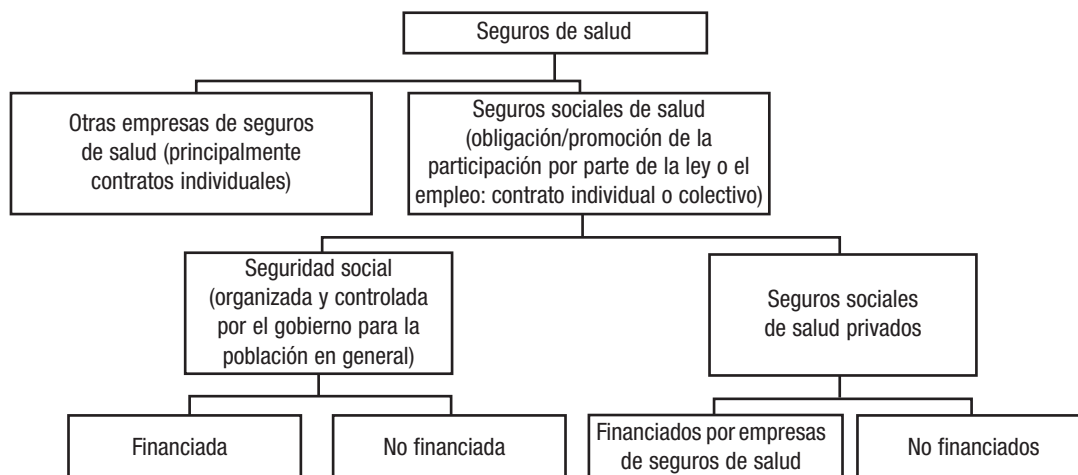 Seguros de salud
Otras empresas de seguros
de salud (principalmente
contratos individuales)
Seguros sociales de salud
(obligación/promoción de la
participación por parte de la ley o el
empleo: contrato individual o colectivo)
Seguridad social
(organizada y controlada
por el gobierno para la
población en general)
Seguros sociales
de salud privados
Financiada
No financiada
Financiados por empresas
de seguros de salud
No financiados